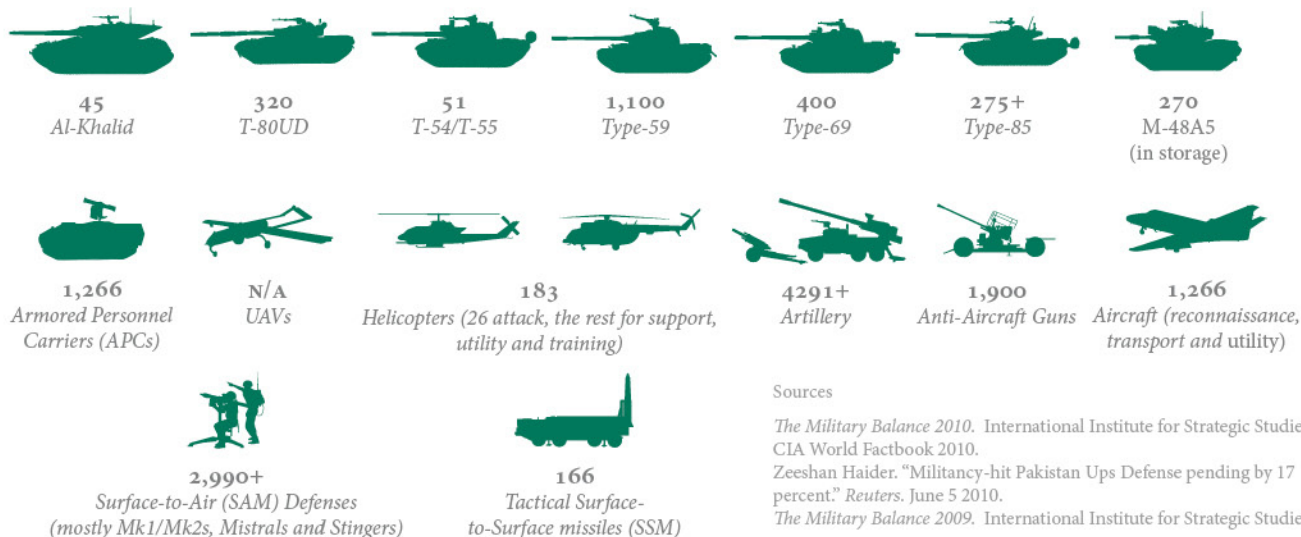 45
Al-Khalid
320
T-80UD
51
T-54/T-55
1,100
Type-59
400
Type-69
275+
Type-85
270
M-48A5
(in storage)
1,266
Armored Personnel
Carriers (APCs)
N/A
UAVs
183
Helicopters (26 attack, the rest for support,
utility and training)
4291+
Artillery
1,900
Anti-Aircraft Guns
1,266
Aircraft (reconnaissance,
transport and utility)
2,990+
Surface-to-Air (SAM) Defenses
(mostly Mk1/Mk2s, Mistrals and Stingers)
166
Tactical Surface-
to-Surface missiles (SSM)
Sources
The Military Balance 2010. International Institute for Strategic Studie
CIA World Factbook 2010.
Zeeshan Haider. “Militancy-hit Pakistan Ups Defense pending by 17
percent.” Reuters. June 5 2010.
The Military Balance 2009. International Institute for Strategic Studie